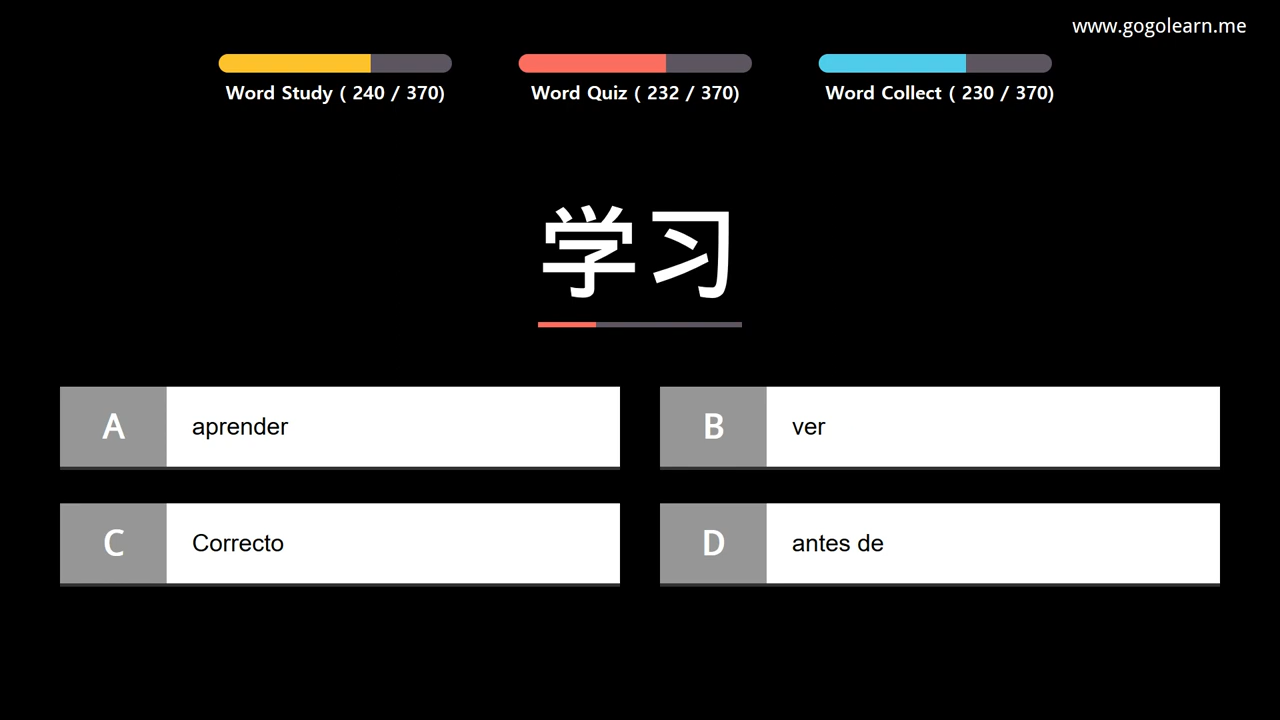 www.gogolearn.me
Word Study ( 240 / 370)
Word Quiz ( 232 / 370)
Word Collect ( 230 / 370)
学习
A aprender
B ver
C Correcto
D antes de